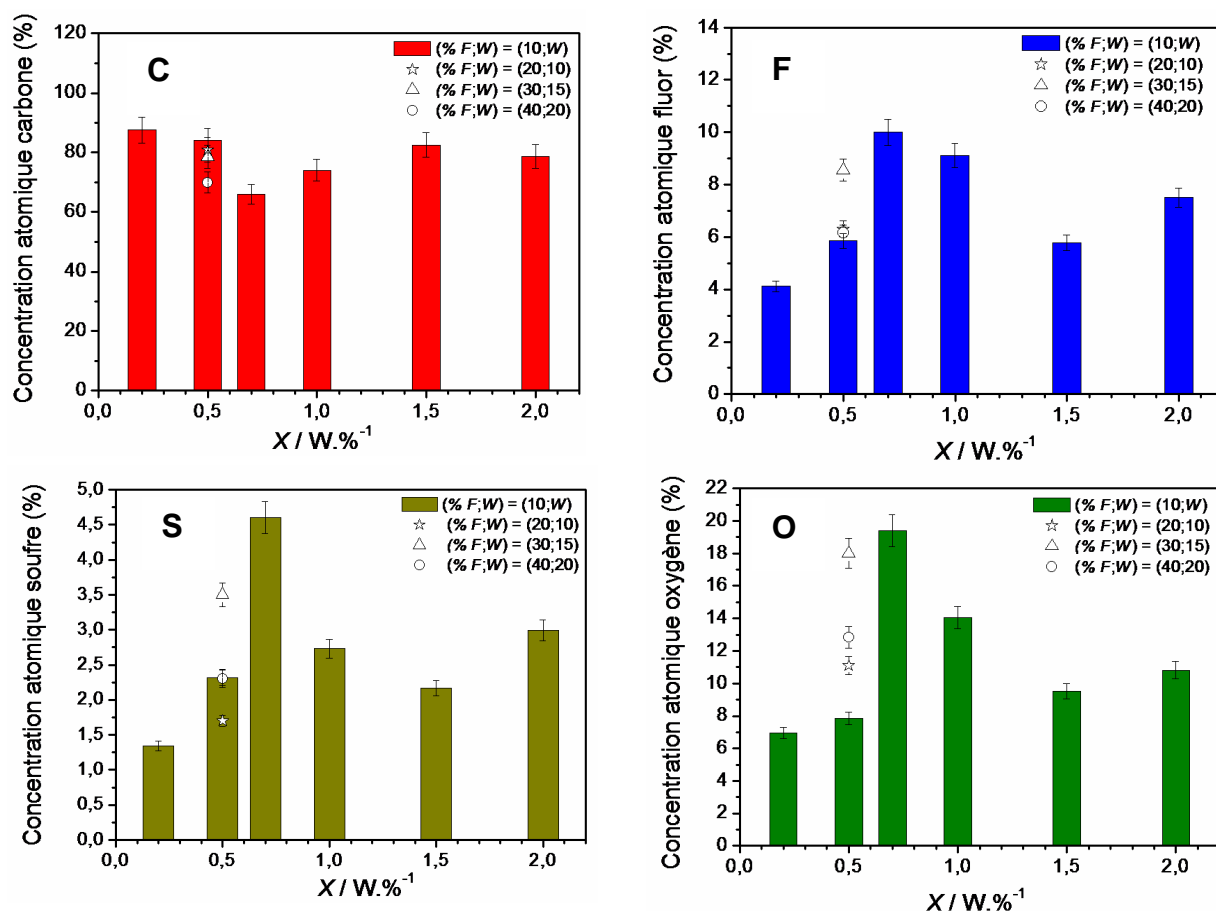 C
(% F;W) = (10;W)
(% F;W) = (20;10)
(% F;W) = (30;15)
(% F;W) = (40;20)
Concentration atomique carbone (%)
120
100
80
60
40
20
0
0,0 0,5 1,0 1,5 2,0
X / W.%⁻¹
F
(% F;W) = (10;W)
(% F;W) = (20;10)
(% F;W) = (30;15)
(% F;W) = (40;20)
Concentration atomique fluor (%)
14
12
10
8
6
4
2
0
0,0 0,5 1,0 1,5 2,0
X / W.%⁻¹
S
(% F;W) = (10;W)
(% F;W) = (20;10)
(% F;W) = (30;15)
(% F;W) = (40;20)
Concentration atomique soufre (%)
5,0
4,5
4,0
3,5
3,0
2,5
2,0
1,5
1,0
0,5
0,0
0,0 0,5 1,0 1,5 2,0
X / W.%⁻¹
O
(% F;W) = (10;W)
(% F;W) = (20;10)
(% F;W) = (30;15)
(% F;W) = (40;20)
Concentration atomique oxygène (%)
22
20
18
16
14
12
10
8
6
4
2
0
0,0 0,5 1,0 1,5 2,0
X / W.%⁻¹